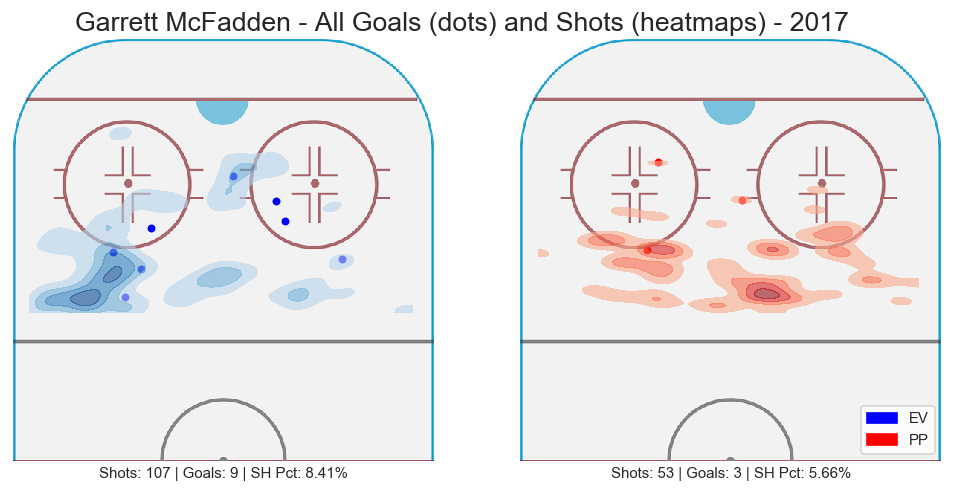 Garrett McFadden - All Goals (dots) and Shots (heatmaps) - 2017
EV
PP
Shots: 107 | Goals: 9 | SH Pct: 8.41%
Shots: 53 | Goals: 3 | SH Pct: 5.66%